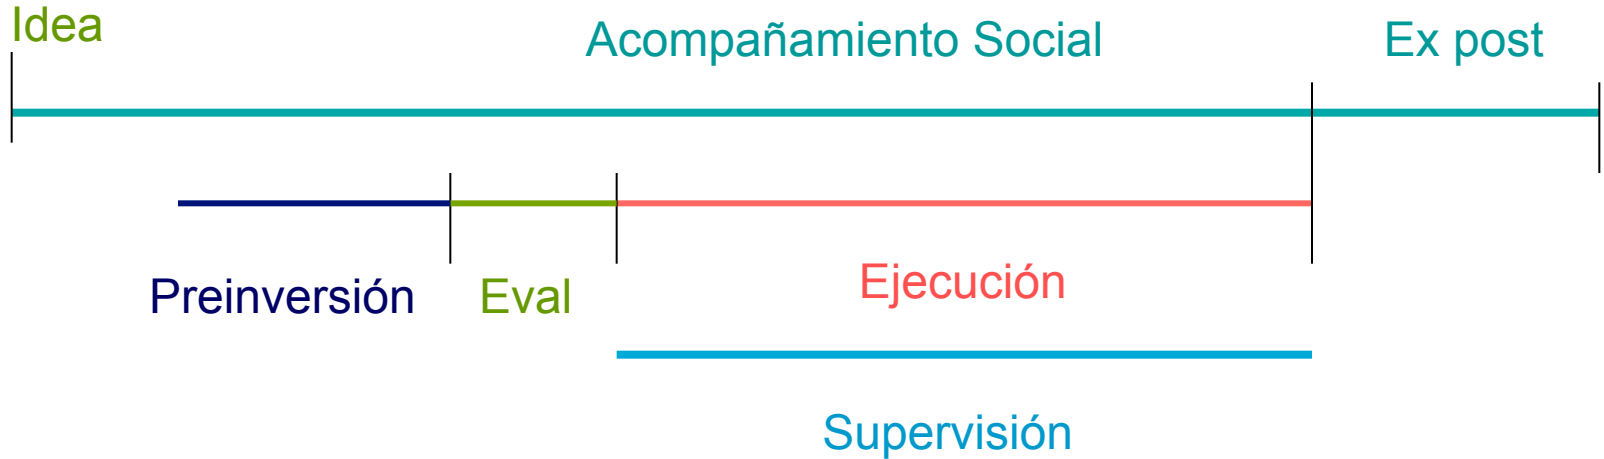 Idea
Acompañamiento Social
Ex post
Preinversión
Eval
Ejecución
Supervisión